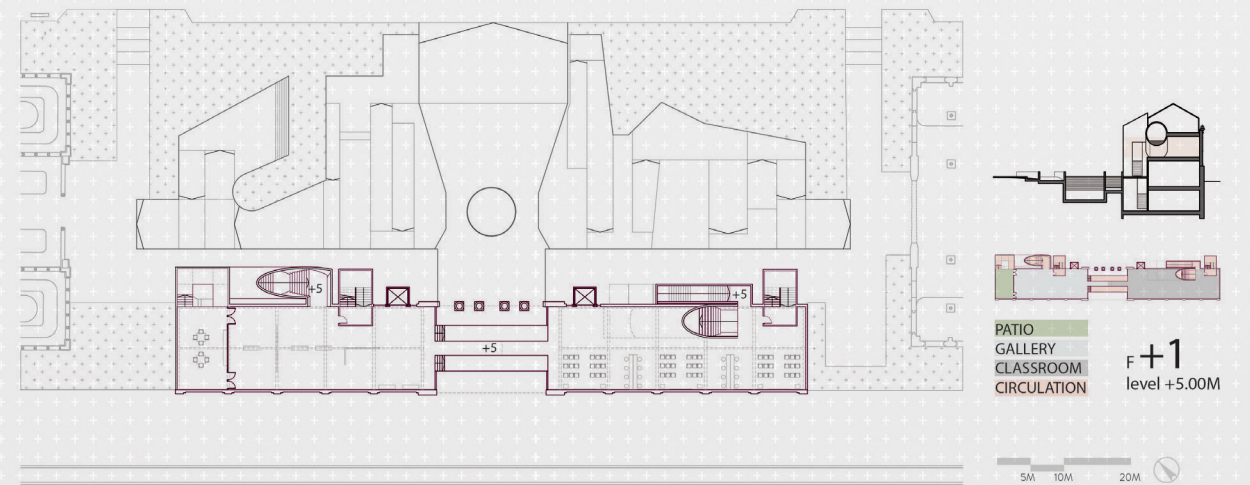 +5
+5
+5
PATIO
GALLERY
CLASSROOM
CIRCULATION
F +1
level +5.00M
5M 10M 20M